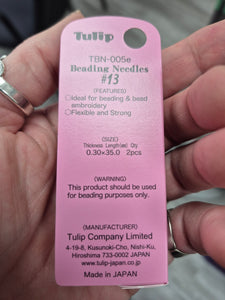 Tulip
TBN-005e
Beading Needles
#13
(FEATURES)
○Ideal for beading & bead
embroidery
○Flexible and Strong
(SIZE)
Thickness Length(mm) Qty
0.30×35.0 2pcs
(WARNING)
This product should be used
for beading purposes only.
(MANUFACTURER)
Tulip Company Limited
4-19-8, Kusunoki-Cho, Nishi-Ku,
Hiroshima 733-0002 JAPAN
www.tulip-japan.co.jp
Made in JAPAN